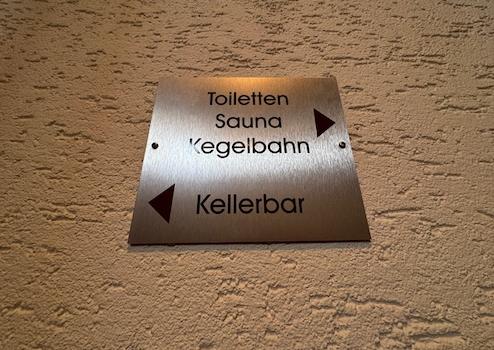 Toiletten
Sauna
Kegelbahn
Kellerbar